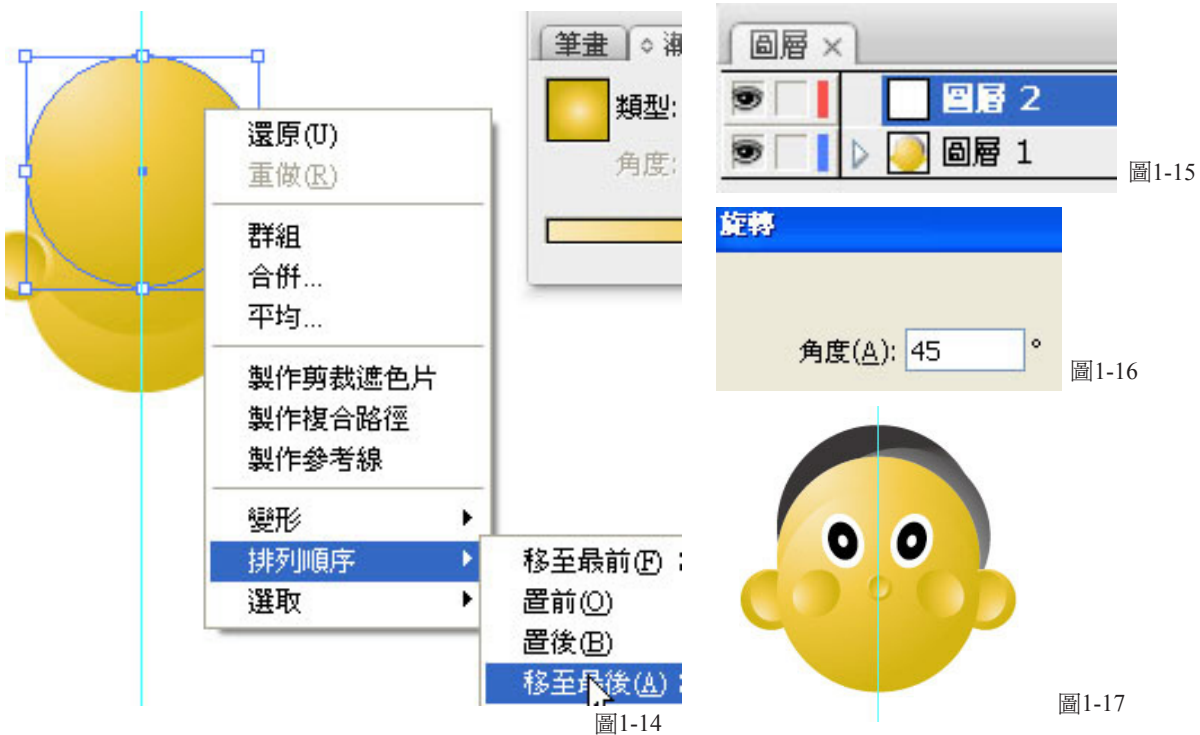 還原(U)
重做(R)
群組
合併...
平均...
製作剪裁遮色片
製作複合路徑
製作參考線
變形
排列順序
選取
移至最前(F)
置前(O)
置後(B)
移至最後(A)
圖1-14
筆畫
類型:
角度:
圖層
圖層 2
圖層 1
圖1-15
旋转
角度(A): 45 °
圖1-16
圖1-17